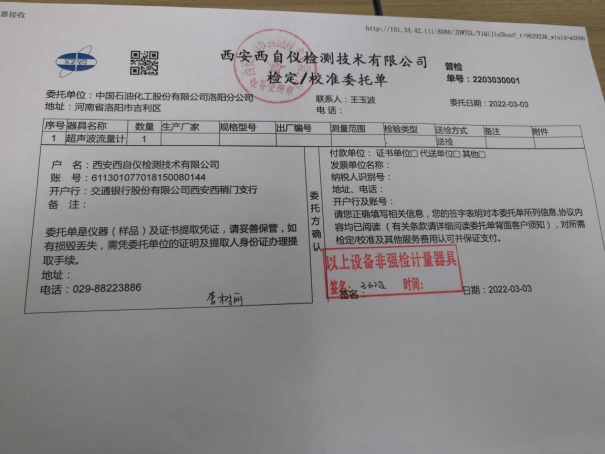 器接收
http://101.34.42.111:8080/JDWTGL/YiQiJieShou?_t=962923&_winid=w2006
西安西自仪检测技术有限公司
检定/校准委托单
普检
单号：2203030001
委托单位：中国石油化工股份有限公司洛阳分公司
地址：河南省洛阳市吉利区
联系人：王玉波
电话：
委托日期：2022-03-03
序号 器具名称 数量 生产厂家 规格型号 出厂编号 测量范围 检验类型 送检方式 备注 附件
1 超声波流量计 1 送检
户 名：西安西自仪检测技术有限公司
账 号：611301077018150080144
开户行：交通银行股份有限公司西安西稍门支行
备 注：
委托单是仪器（样品）及证书提取凭证，请妥善保管，如
有损毁丢失，需凭委托单位的证明及提取人身份证办理提
取手续。
地址：
电话：029-88223886
李树丽
委托方确认
付款单位：证书单位□ 代送单位□ 其他□
发票单位名称：
纳税人识别号：
地址、电话：
开户行及账号：
请您正确填写相关信息，您的签字表明对本委托单所列信息、协议内
容均已阅读（有关条款请详细阅读委托单背面客户须知），对所需
检定/校准及其他服务费用认可并保证支付。
以上设备非强检计量器具
签名： 时间：
签名：
日期：2022-03-03